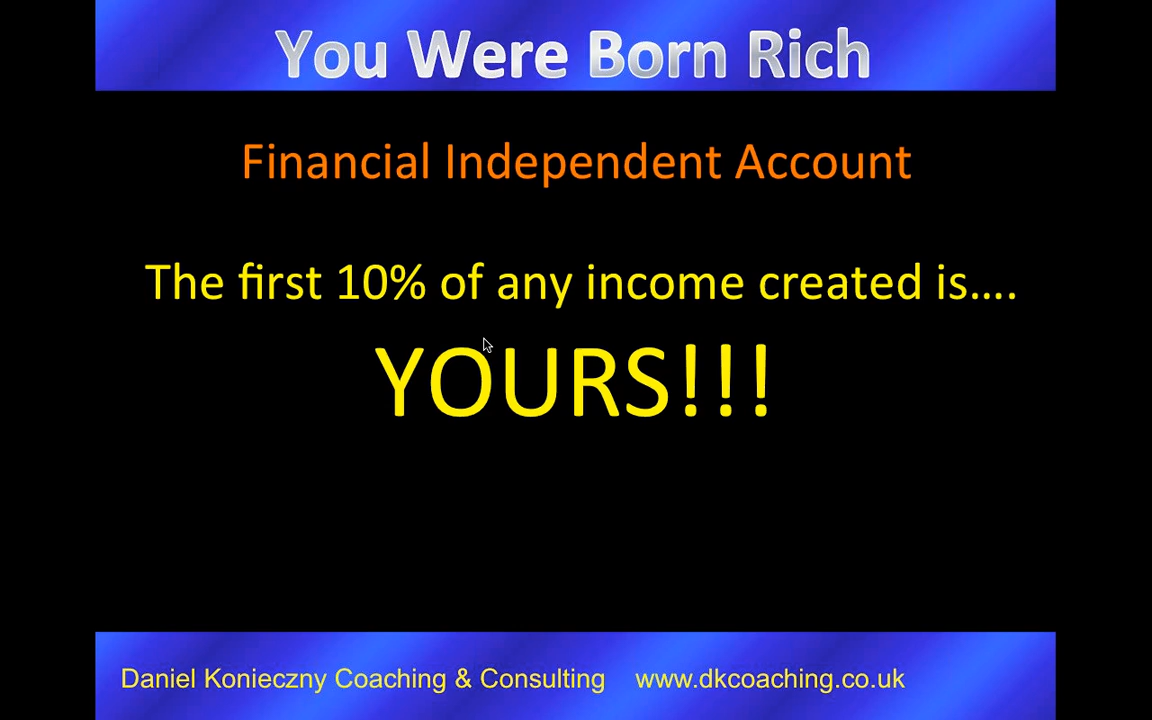 You Were Born Rich
Financial Independent Account
The first 10% of any income created is....
YOURS!!!
Daniel Konieczny Coaching & Consulting www.dkcoaching.co.uk